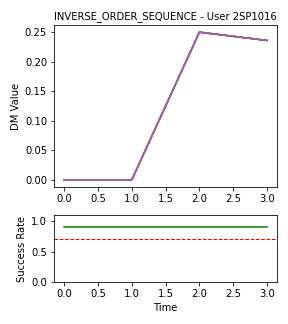 INVERSE_ORDER_SEQUENCE - User 2SP1016
DM Value
0.25
0.20
0.15
0.10
0.05
0.00
0.0 0.5 1.0 1.5 2.0 2.5 3.0
Success Rate
1.0
0.5
0.0
0.0 0.5 1.0 1.5 2.0 2.5 3.0
Time